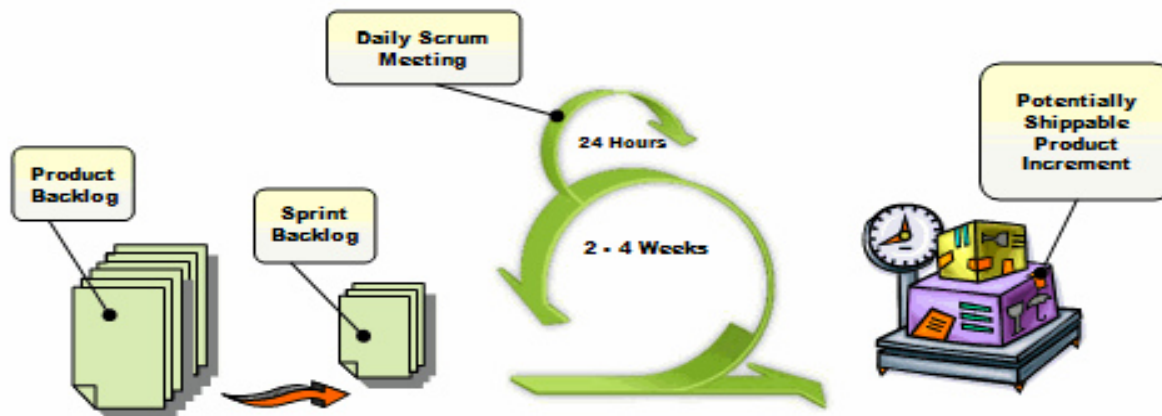 Daily Scrum
Meeting
24 Hours
Potentially
Shippable
Product
Increment
Product
Backlog
Sprint
Backlog
2 - 4 Weeks